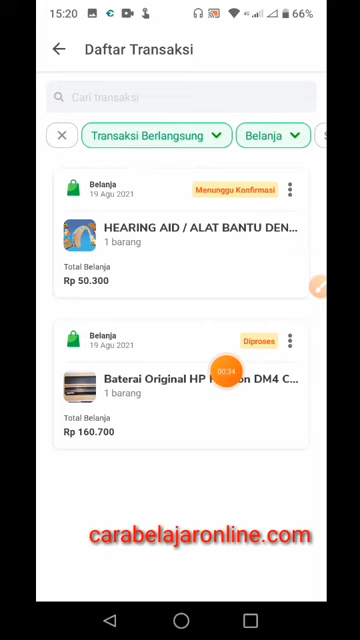 15:20
4G
66%
Daftar Transaksi
Cari transaksi
Transaksi Berlangsung
Belanja
Belanja
19 Agu 2021
Menunggu Konfirmasi
HEARING AID / ALAT BANTU DEN...
1 barang
Total Belanja
Rp 50.300
Belanja
19 Agu 2021
Diproses
Baterai Original HP on DM4 C...
00:34
1 barang
Total Belanja
Rp 160.700
carabelajaronline.com